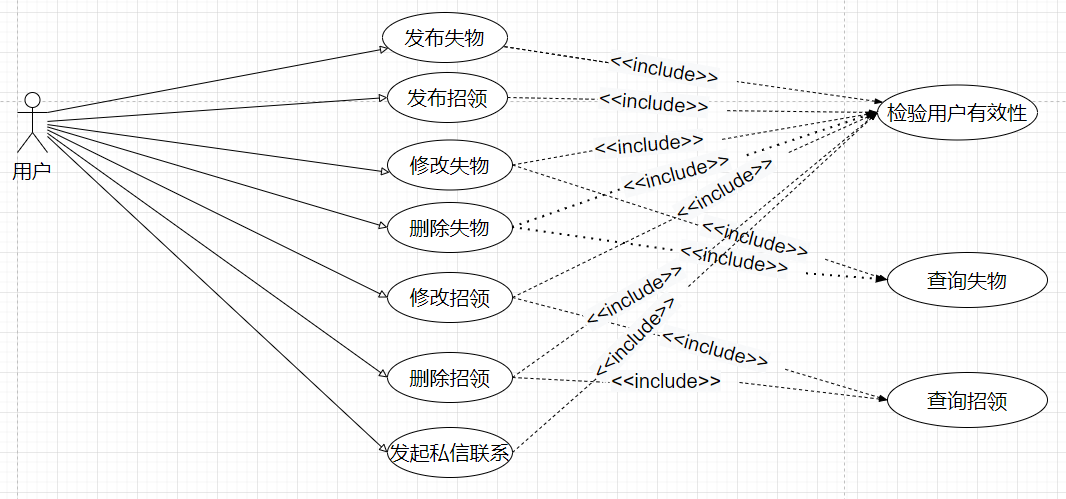 发布失物
<<include>>
发布招领
<<include>>
检验用户有效性
用户
修改失物
<<include>>
<<include>>
<<include>>
删除失物
<<include>>
<<include>>
修改招领
<<include>>
查询失物
<<include>>
<<include>>
删除招领
<<include>>
查询招领
发起私信联系